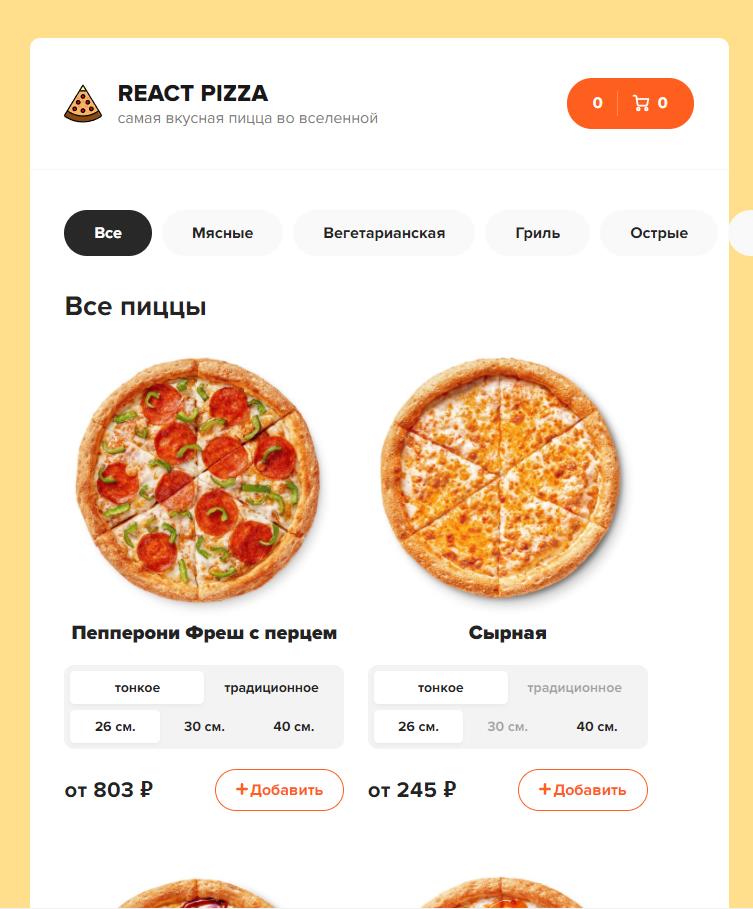 REACT PIZZA
самая вкусная пицца во вселенной
0 0
Все Мясные Вегетарианская Гриль Острые
Все пиццы
Пепперони Фреш с перцем Сырная
тонкое традиционное тонкое традиционное
26 см. 30 см. 40 см. 26 см. 30 см. 40 см.
от 803 ₽ +Добавить от 245 ₽ +Добавить